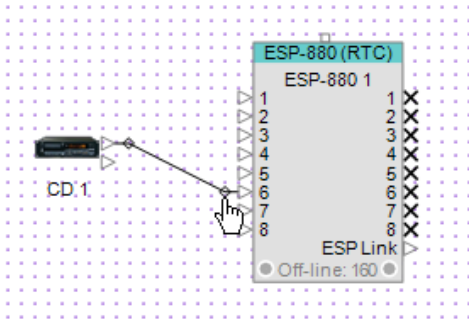 ESP-880 (RTC)
ESP-880 1
1 1
2 2
3 3
4 4
5 5
6 6
7 7
8 8
CD 1
ESP Link
Off-line: 160